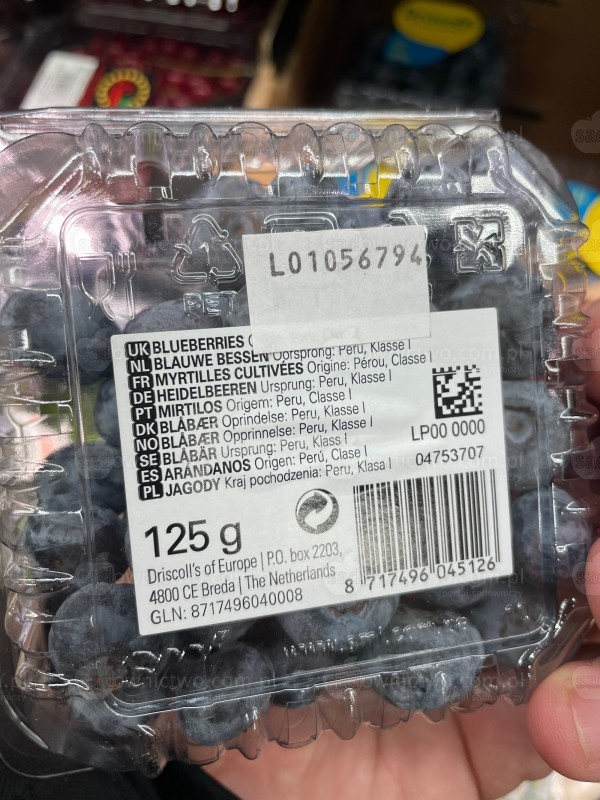 L01056794
UK BLUEBERRIES
NL BLAUWE BESSEN Oorsprong: Peru, Klasse I
FR MYRTILLES CULTIVÉES Origine: Pérou, Classe I
DE HEIDELBEEREN Ursprung: Peru, Klasse I
PT MIRTILOS Origem: Peru, Classe I
DK BLÅBÆR Oprindelse: Peru, Klasse I
NO BLÅBÆR Opprinnelse: Peru, Klasse I
SE BLÅBÄR Ursprung: Peru, Klass I
ES ARÁNDANOS Origen: Perú, Clase I
PL JAGODY Kraj pochodzenia: Peru, Klasa I
LP00 0000
04753707
125 g
Driscoll's of Europe | P.O. box 2203,
4800 CE Breda | The Netherlands
GLN: 8717496040008
8 717496 045126
1
PET